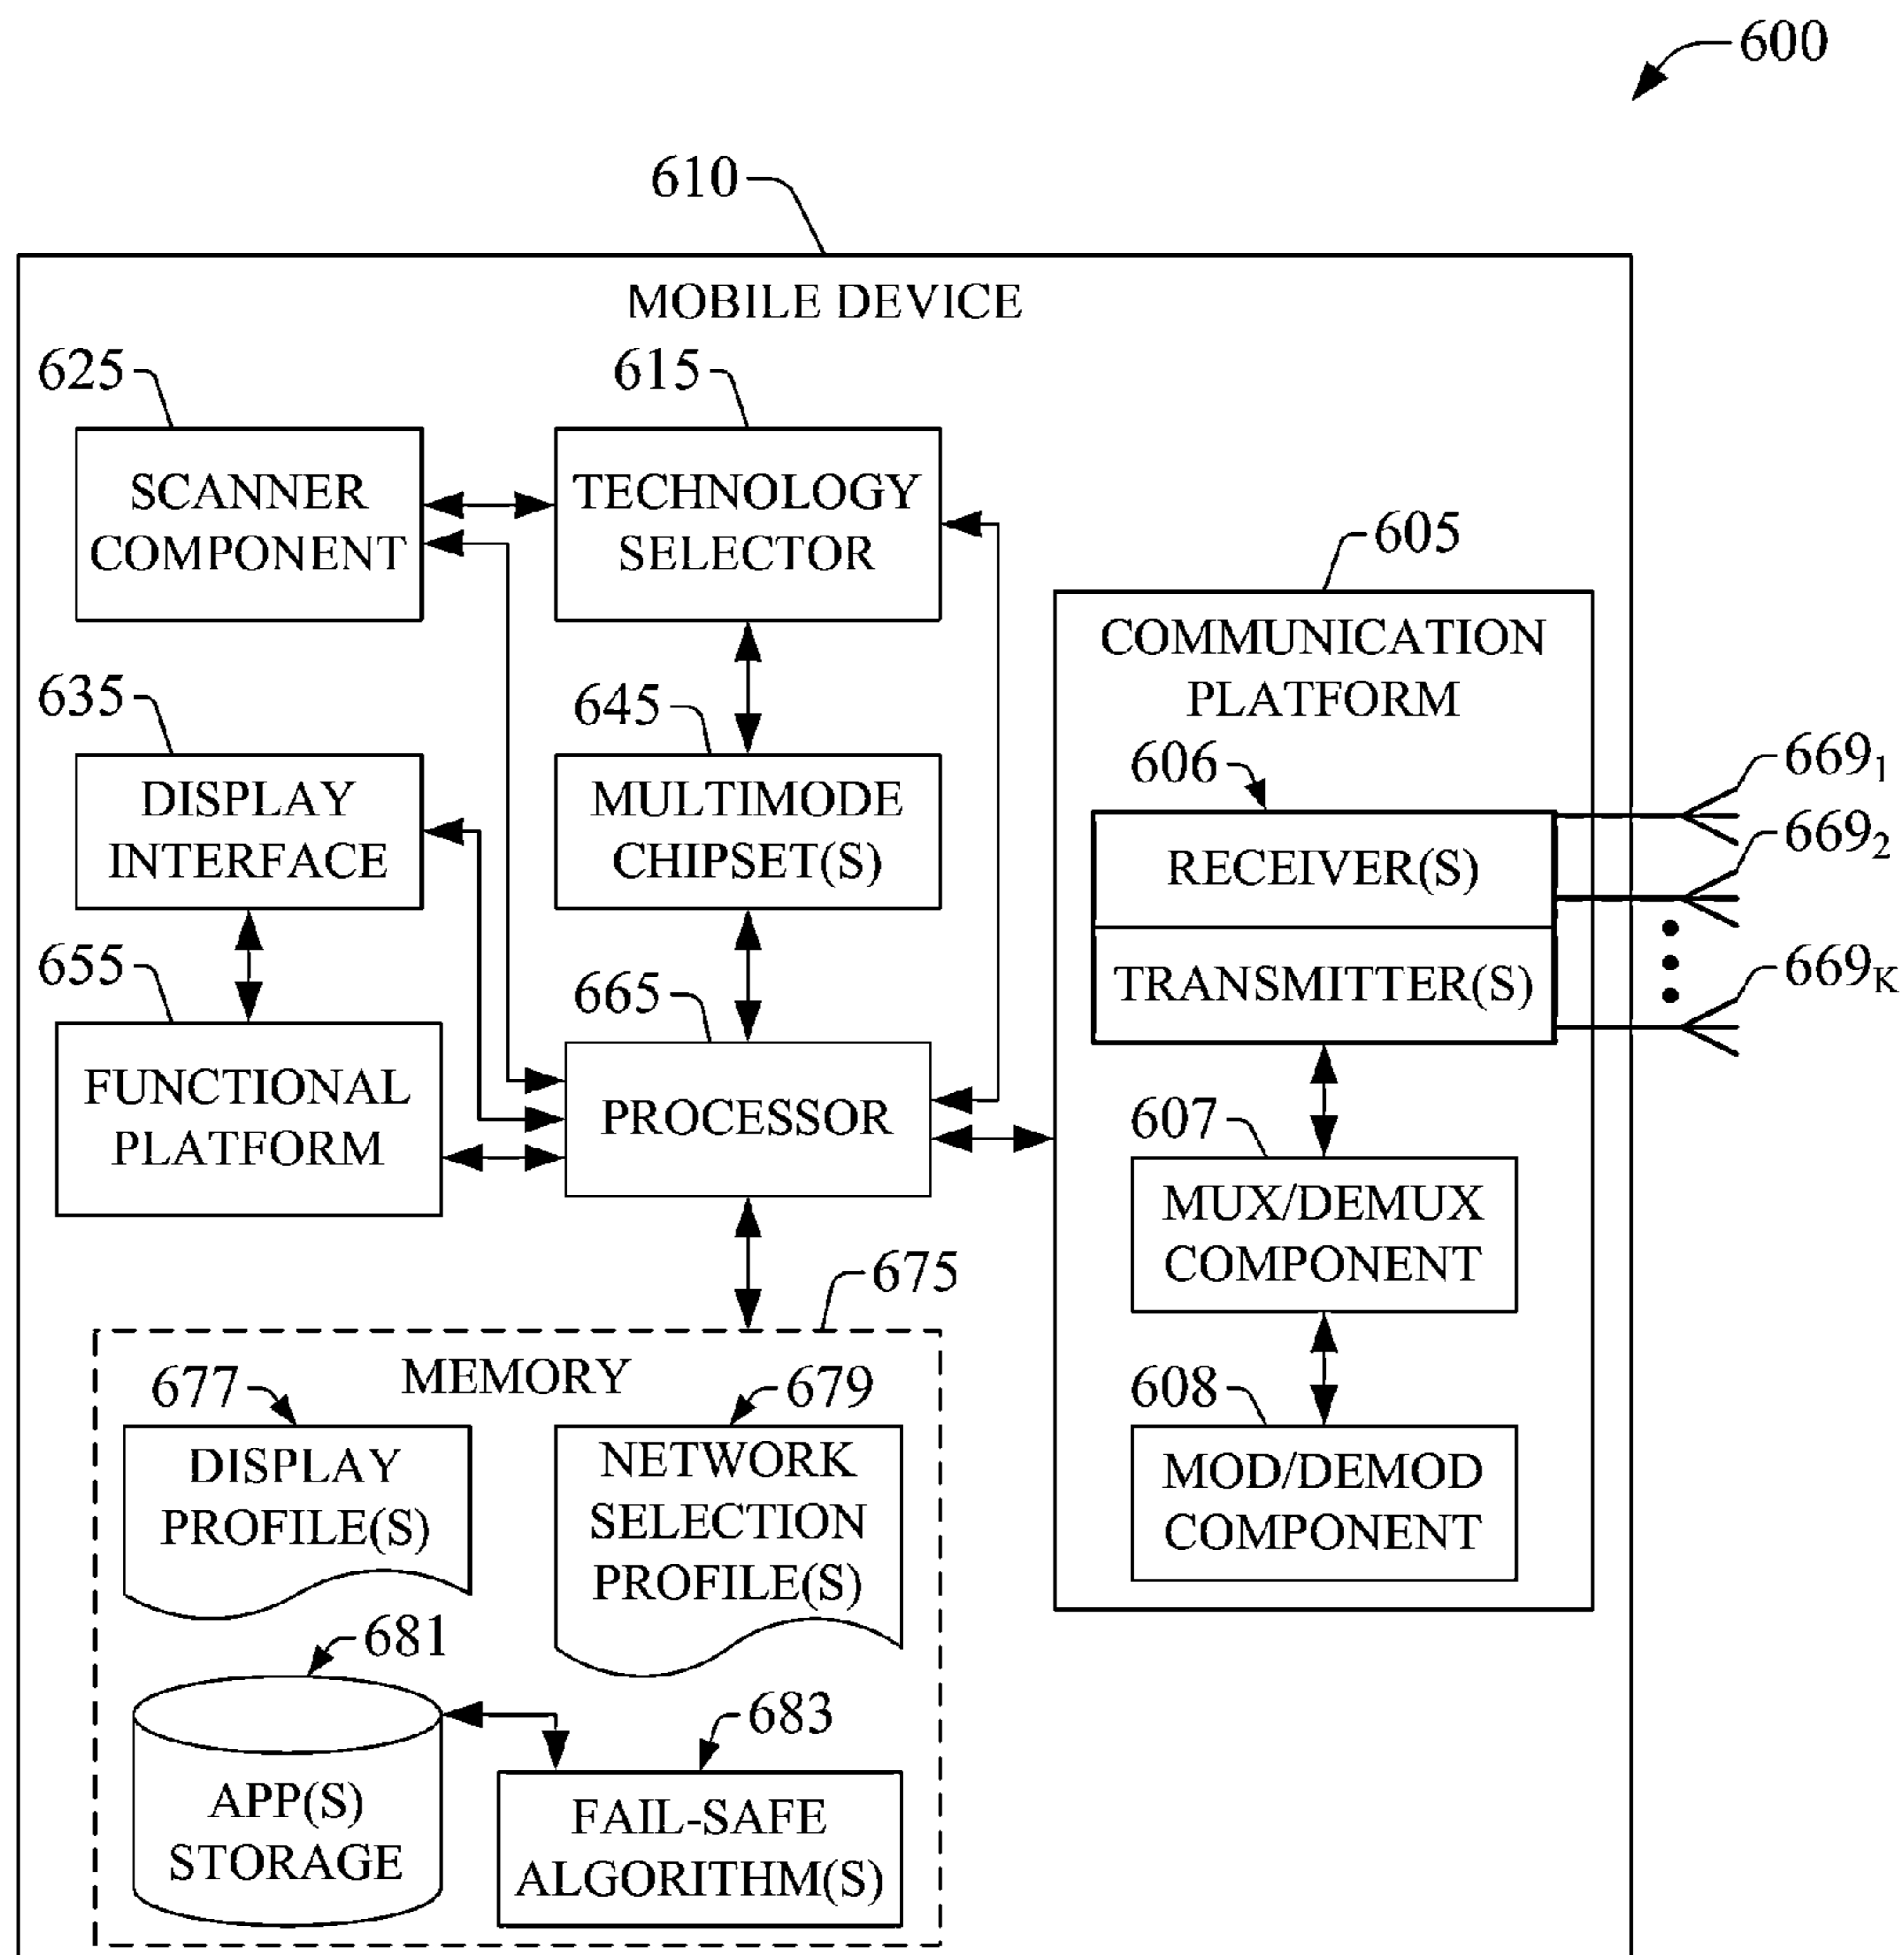 600
610
MOBILE DEVICE
625
615
SCANNER
COMPONENT
TECHNOLOGY
SELECTOR
605
COMMUNICATION
PLATFORM
635
645
606
DISPLAY
INTERFACE
MULTIMODE
CHIPSET(S)
669₁
669₂
669ₖ
RECEIVER(S)
TRANSMITTER(S)
655
665
FUNCTIONAL
PLATFORM
PROCESSOR
607
MUX/DEMUX
COMPONENT
675
MEMORY
677
679
608
DISPLAY
PROFILE(S)
NETWORK
SELECTION
PROFILE(S)
MOD/DEMOD
COMPONENT
681
683
APP(S)
STORAGE
FAIL-SAFE
ALGORITHM(S)